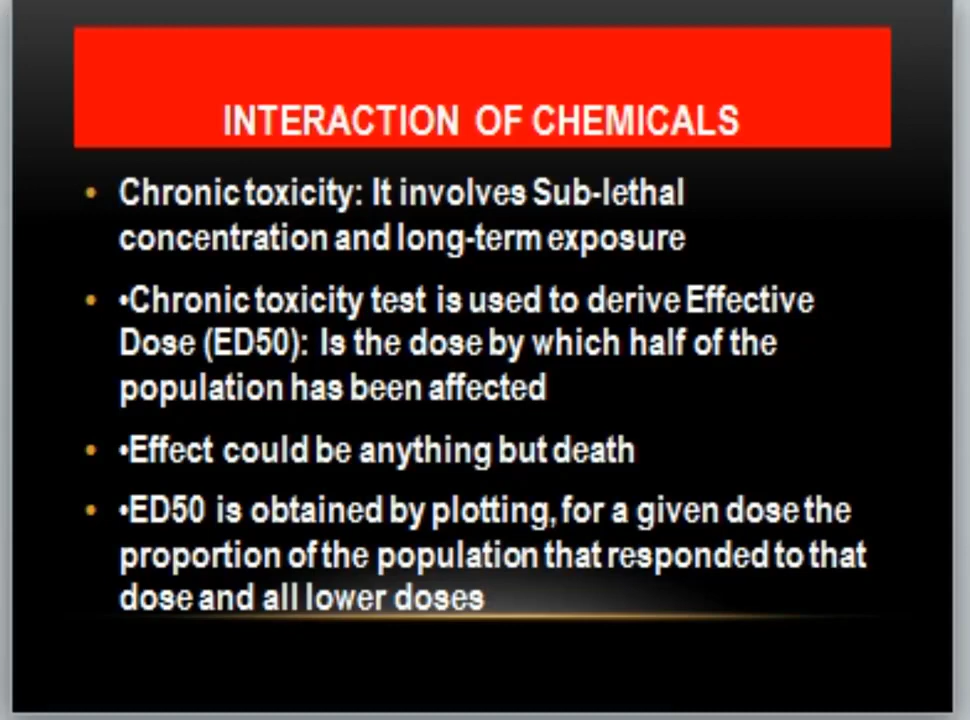 INTERACTION OF CHEMICALS
• Chronic toxicity: It involves Sub-lethal
concentration and long-term exposure
• •Chronic toxicity test is used to derive Effective
Dose (ED50): Is the dose by which half of the
population has been affected
• •Effect could be anything but death
• •ED50 is obtained by plotting, for a given dose the
proportion of the population that responded to that
dose and all lower doses